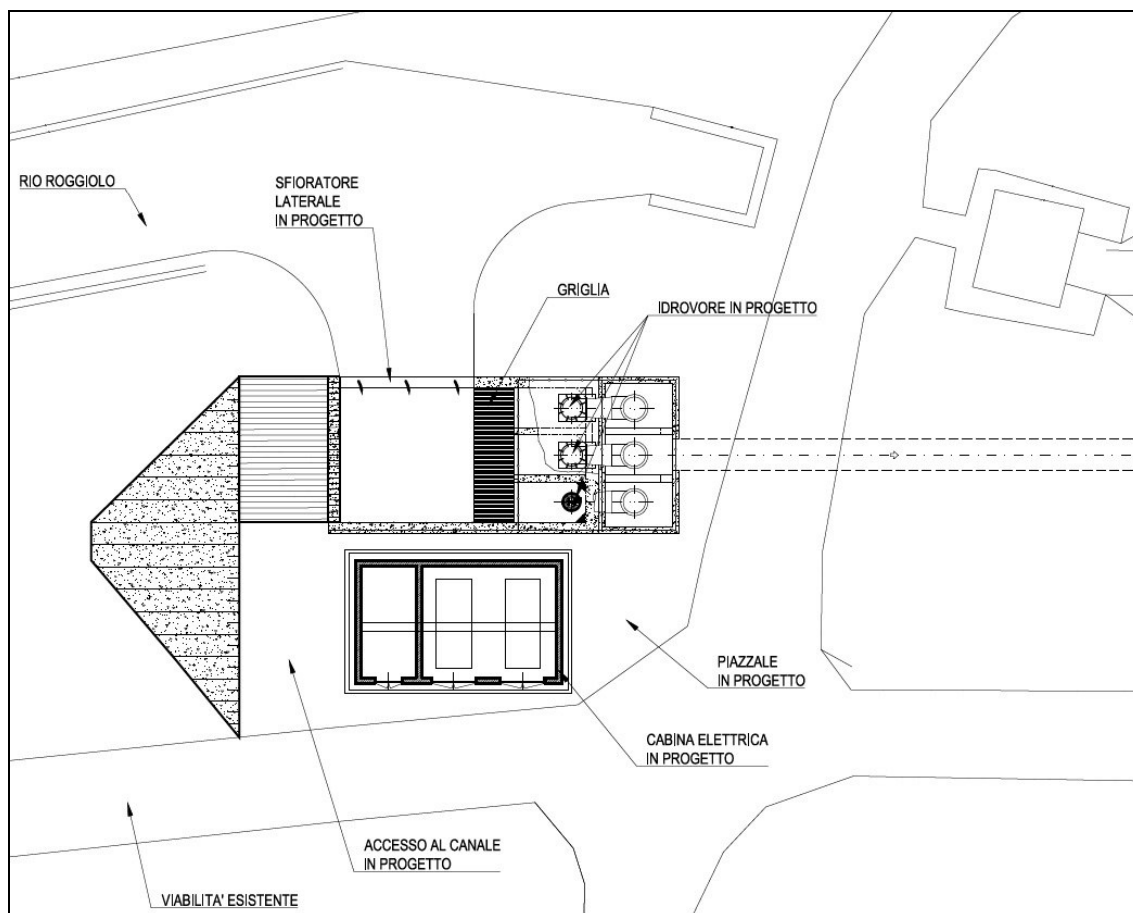 RIO ROGGIOLO
SFIORATORE
LATERALE
IN PROGETTO
GRIGLIA
IDROVORE IN PROGETTO
PIAZZALE
IN PROGETTO
CABINA ELETTRICA
IN PROGETTO
ACCESSO AL CANALE
IN PROGETTO
VIABILITA' ESISTENTE